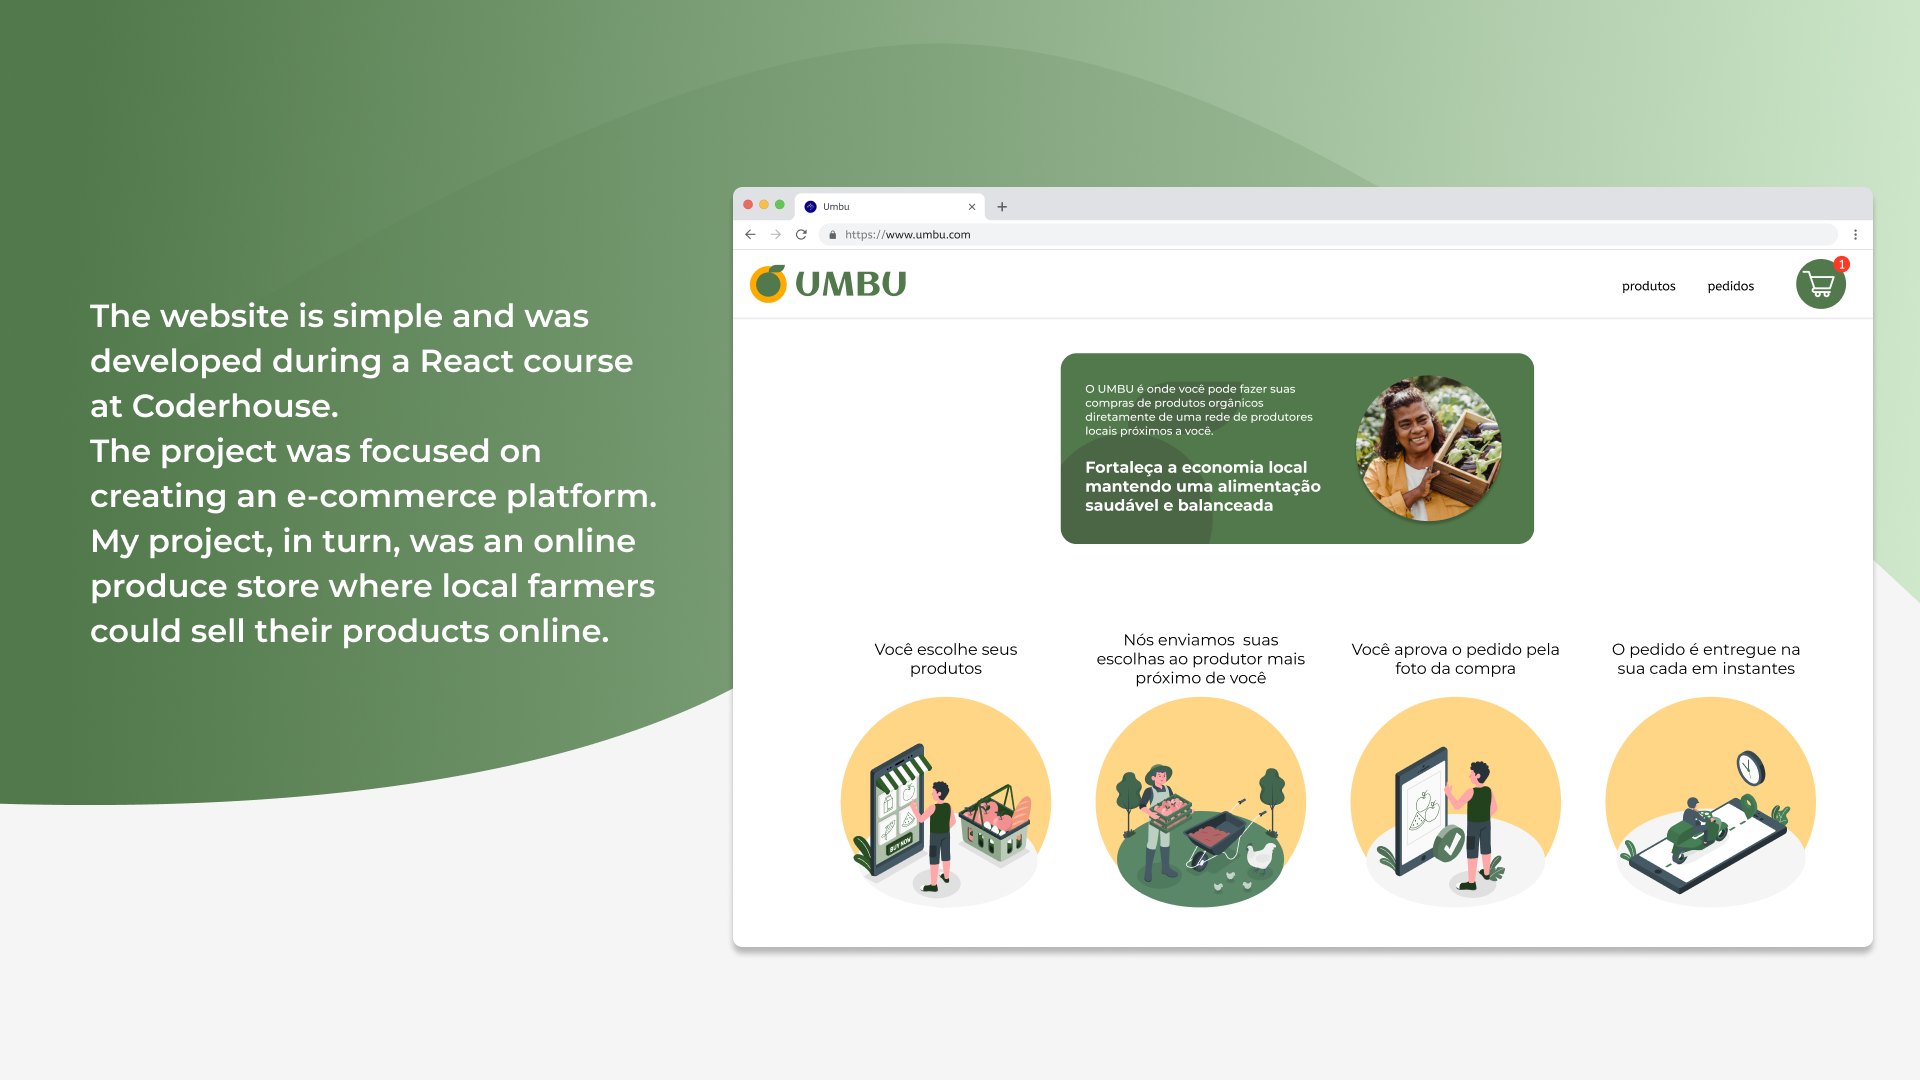 The website is simple and was
developed during a React course
at Coderhouse.
The project was focused on
creating an e-commerce platform.
My project, in turn, was an online
produce store where local farmers
could sell their products online.
Umbu
https://www.umbu.com
UMBU
produtos
pedidos
1
O UMBU é onde você pode fazer suas
compras de produtos orgânicos
diretamente de uma rede de produtores
locais próximos a você.
Fortaleça a economia local
mantendo uma alimentação
saudável e balanceada
Você escolhe seus
produtos
Nós enviamos suas
escolhas ao produtor mais
próximo de você
Você aprova o pedido pela
foto da compra
O pedido é entregue na
sua cada em instantes
BUY NOW